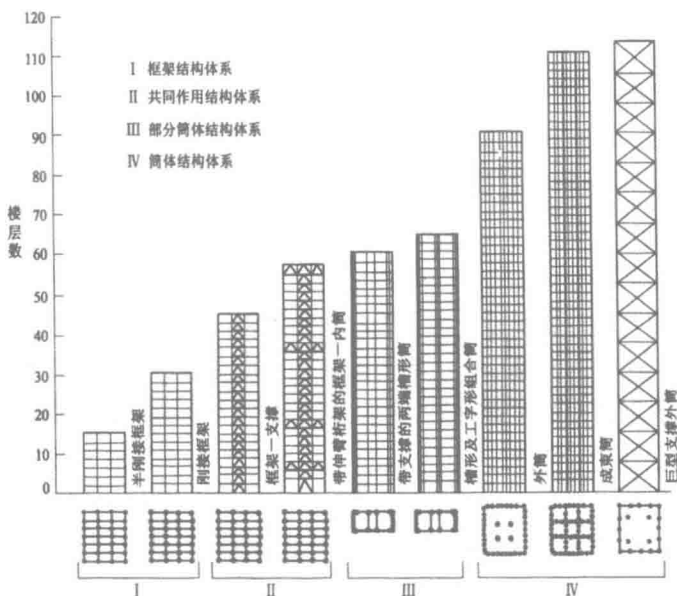 120
110
100
90
80
70
60
50
40
30
20
10
0
楼层数
I 框架结构体系
II 共同作用结构体系
III 部分筒体结构体系
IV 筒体结构体系
半刚接框架
刚接框架
框架—支撑
带伸臂桁架的框架—内筒
带支撑的两端槽形筒
槽形及工字形组合筒
外筒
成束筒
巨型支撑外筒
I
II
III
IV